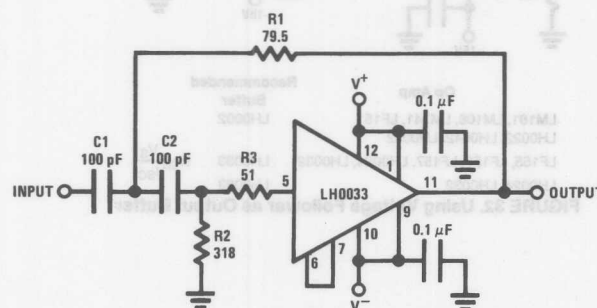 R1
79.5
V+
0.1 µF
C1
100 pF
C2
100 pF
R3
51
12
1
INPUT
5
LH0033
11
OUTPUT
R2
318
6
7
10
9
0.1 µF
V−